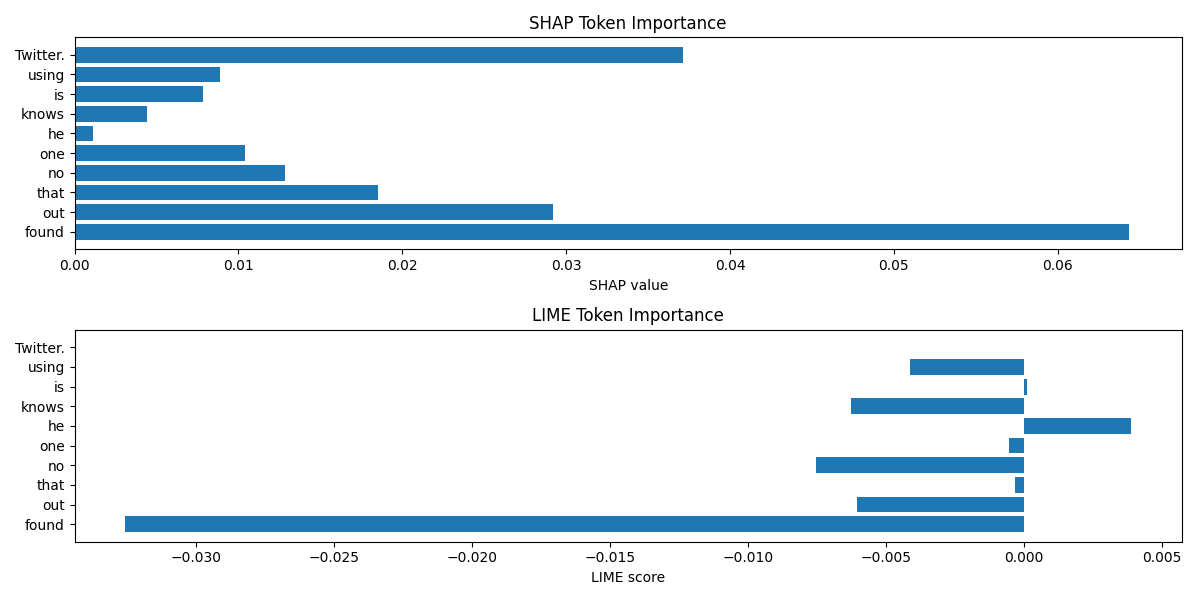 SHAP Token Importance
Twitter.
using
is
knows
he
one
no
that
out
found
0.00 0.01 0.02 0.03 0.04 0.05 0.06
SHAP value
LIME Token Importance
Twitter.
using
is
knows
he
one
no
that
out
found
−0.030 −0.025 −0.020 −0.015 −0.010 −0.005 0.000 0.005
LIME score